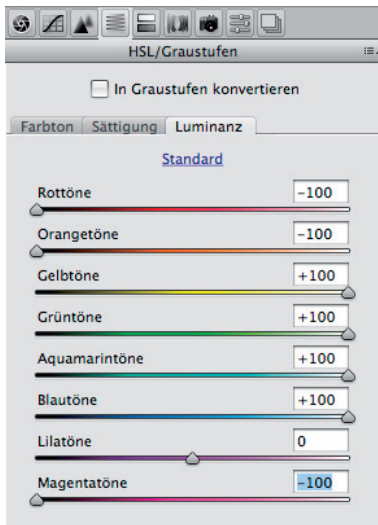 HSL/Graustufen
In Graustufen konvertieren
Farbton Sättigung Luminanz
Standard
Rottöne -100
Orangetöne -100
Gelbtöne +100
Grüntöne +100
Aquamarintöne +100
Blautöne +100
Lilatöne 0
Magentatöne -100